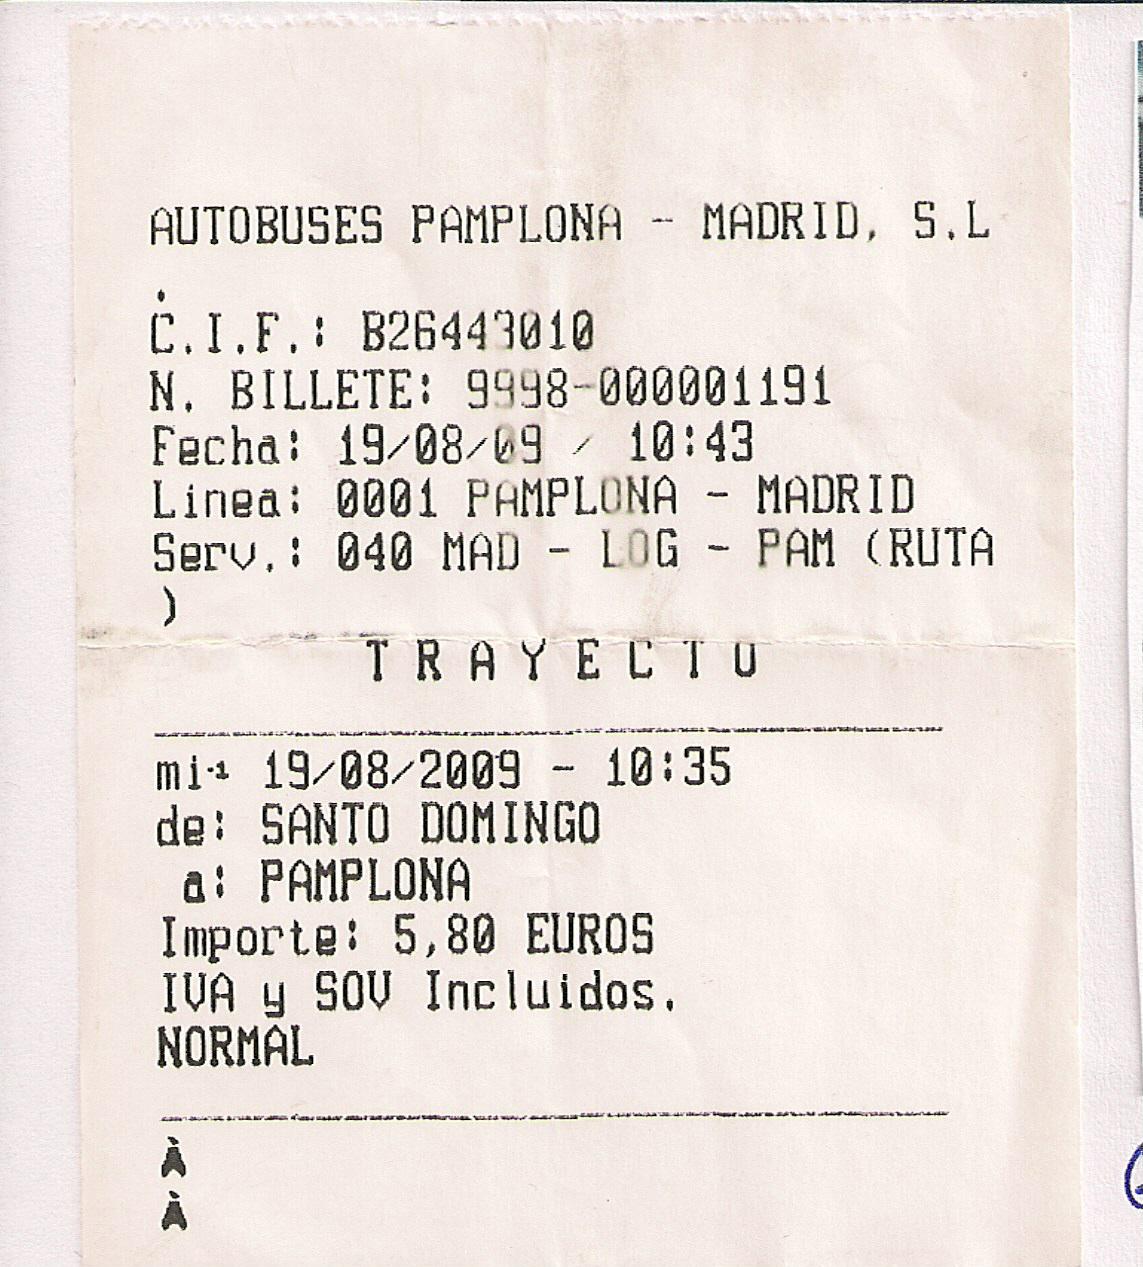 AUTOBUSES PAMPLONA - MADRID, S.L
.
C.I.F.: B26443010
N. BILLETE: 9998-000001191
Fecha: 19/08/09 / 10:43
Linea: 0001 PAMPLONA - MADRID
Serv.: 040 MAD - LOG - PAM (RUTA
)
T R A Y E C T O
mi- 19/08/2009 - 10:35
de: SANTO DOMINGO
a: PAMPLONA
Importe: 5,80 EUROS
IVA y SOV Incluidos.
NORMAL
À
À